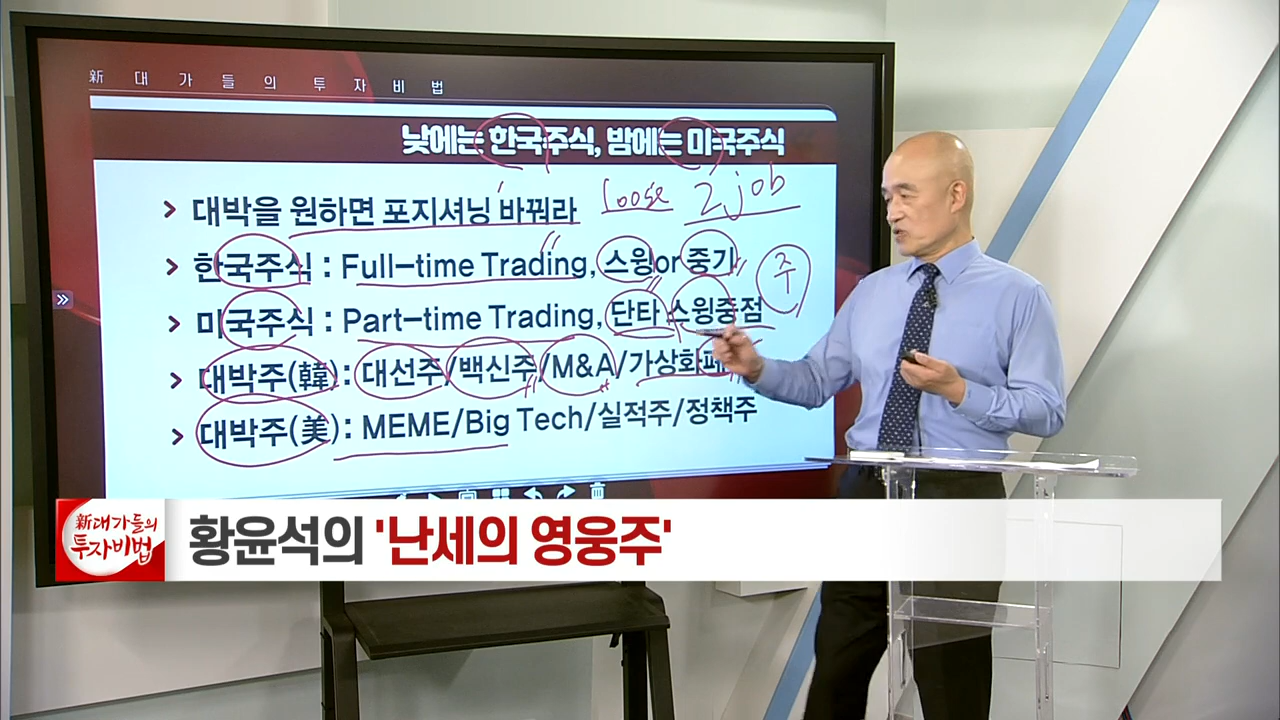 新 대 가 들 의 투 자 비 법
낮에는 한국주식, 밤에는 미국주식
loose 2 job
> 대박을 원하면 포지셔닝 바꿔라
> 한국주식 : Full-time Trading, 스윙or 중기
주
> 미국주식 : Part-time Trading, 단타 스윙중점
> 대박주(韓) : 대선주/백신주/M&A/가상화폐
> 대박주(美) : MEME/Big Tech/실적주/정책주
新대가들의
투자비법
황윤석의 '난세의 영웅주'